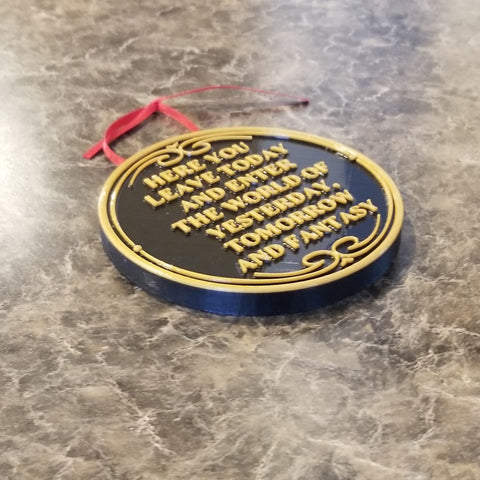 HERE YOU
LEAVE TODAY
AND ENTER
THE WORLD OF
YESTERDAY,
TOMORROW,
AND FANTASY